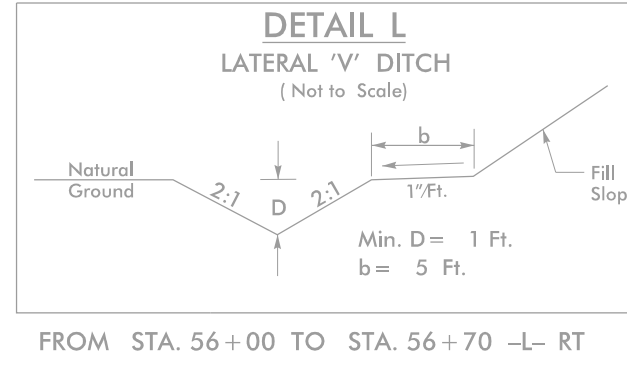 DETAIL L
LATERAL 'V' DITCH
( Not to Scale)
b
Natural
Ground
2:1
D
2:1
1"/Ft.
Fill
Slop
Min. D = 1 Ft.
b = 5 Ft.
FROM STA. 56+00 TO STA. 56+70 –L– RT